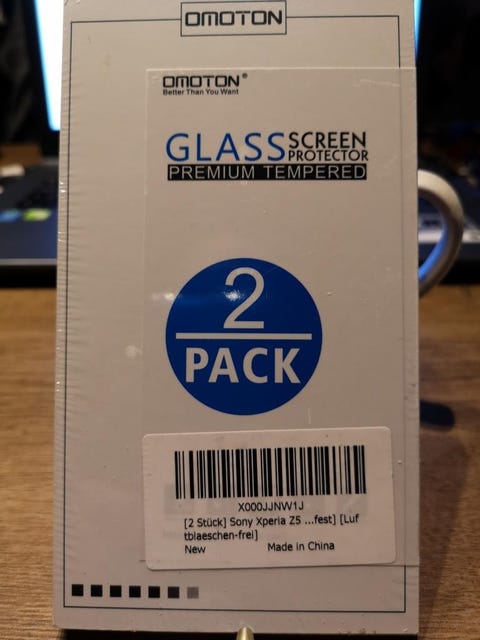 OMOTON
OMOTON®
Better Than You Want
GLASS SCREEN PROTECTOR
PREMIUM TEMPERED
2
PACK
X000JJNW1J
[2 Stück] Sony Xperia Z5 ...fest] [Luf
tblaeschen-frei]
New Made in China